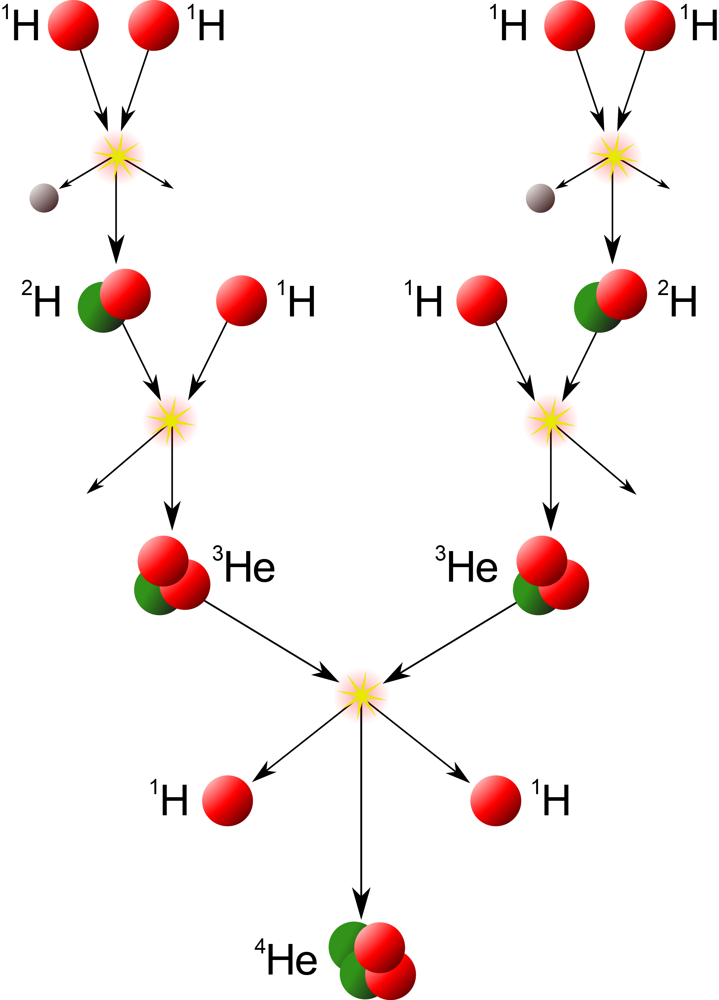 ¹H ¹H ¹H ¹H
²H ¹H ¹H ²H
³He ³He
¹H ¹H
⁴He